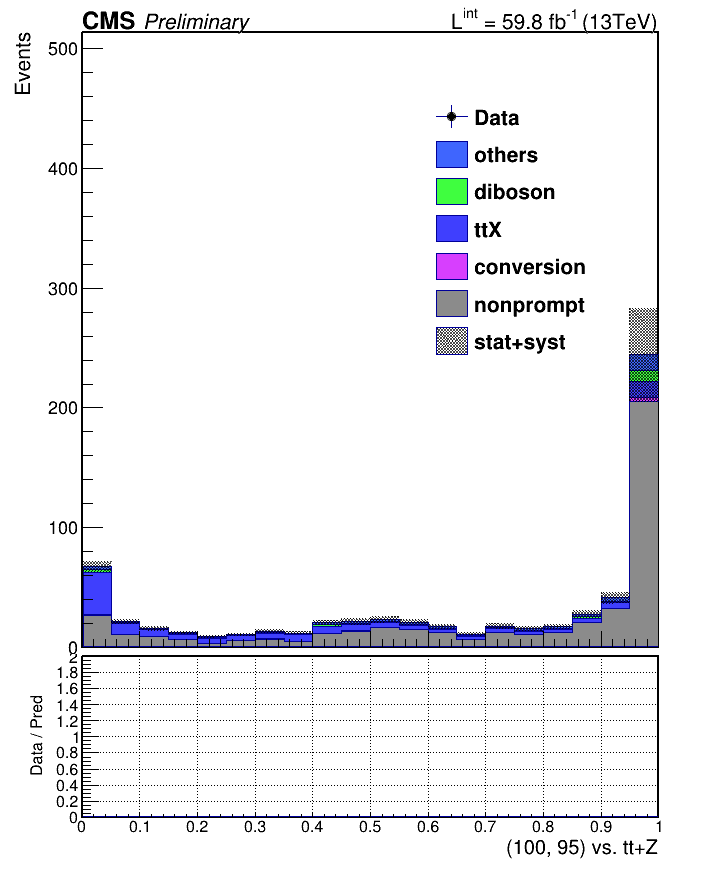 CMS Preliminary L^int = 59.8 fb^-1 (13TeV)
Events
500
400
300
200
100
0
Data
others
diboson
ttX
conversion
nonprompt
stat+syst
Data / Pred
2
1.8
1.6
1.4
1.2
1
0.8
0.6
0.4
0.2
0
0 0.1 0.2 0.3 0.4 0.5 0.6 0.7 0.8 0.9 1
(100, 95) vs. tt+Z